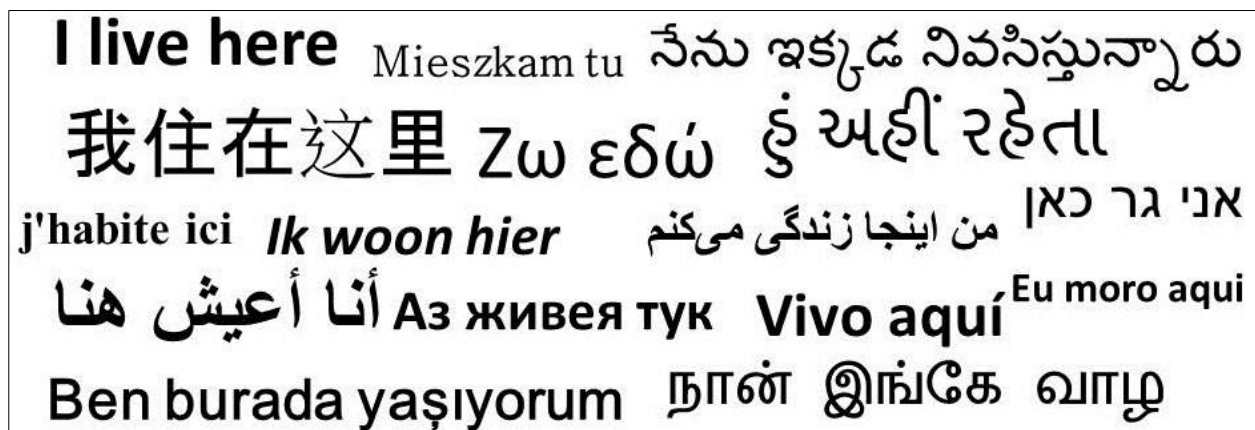 I live here Mieszkam tu నేను ఇక్కడ నివసిస్తున్నారు
我住在这里 Ζω εδώ હું અહીં રહેતા
j'habite ici Ik woon hier من اینجا زندگی می‌کنم אני גר כאן
أنا أعيش هنا Аз живея тук Vivo aquí Eu moro aqui
Ben burada yaşıyorum நான் இங்கே வாழ